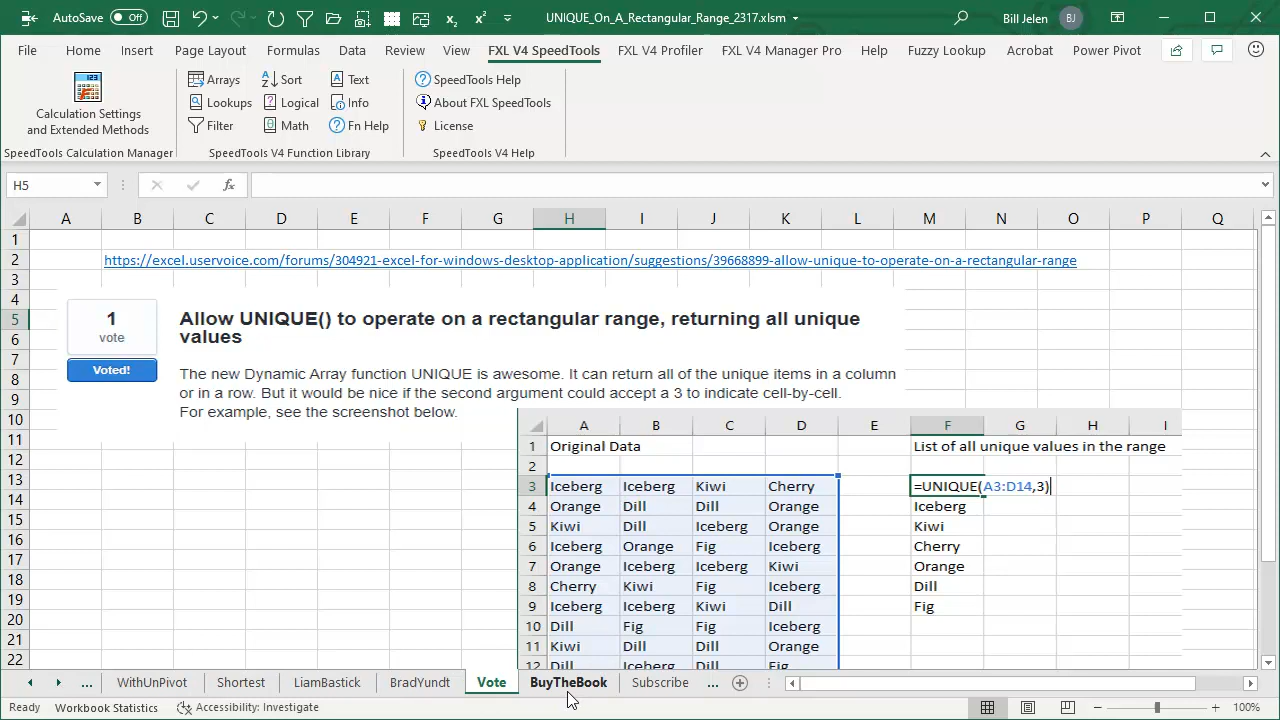 AutoSave Off UNIQUE_On_A_Rectangular_Range_2317.xlsm Bill Jelen BJ
File Home Insert Page Layout Formulas Data Review View FXL V4 SpeedTools FXL V4 Profiler FXL V4 Manager Pro Help Fuzzy Lookup Acrobat Power Pivot
Calculation Settings
and Extended Methods
SpeedTools Calculation Manager
Arrays Sort Text
Lookups Logical Info
Filter Math Fn Help
SpeedTools V4 Function Library
SpeedTools Help
About FXL SpeedTools
License
SpeedTools V4 Help
H5 fx
A B C D E F G H I J K L M N O P Q
1
2 https://excel.uservoice.com/forums/304921-excel-for-windows-desktop-application/suggestions/39668899-allow-unique-to-operate-on-a-rectangular-range
3
4
5
6
7
8
9
10
11
12
13
14
15
16
17
18
19
20
21
22
1
vote
Voted!
Allow UNIQUE() to operate on a rectangular range, returning all unique
values
The new Dynamic Array function UNIQUE is awesome. It can return all of the unique items in a column
or in a row. But it would be nice if the second argument could accept a 3 to indicate cell-by-cell.
For example, see the screenshot below.
A B C D E F G H I
1 Original Data List of all unique values in the range
2
3 Iceberg Iceberg Kiwi Cherry =UNIQUE(A3:D14,3)
4 Orange Dill Dill Orange Iceberg
5 Kiwi Dill Iceberg Orange Kiwi
6 Iceberg Orange Fig Iceberg Cherry
7 Orange Iceberg Iceberg Kiwi Orange
8 Cherry Kiwi Fig Iceberg Dill
9 Iceberg Iceberg Kiwi Dill Fig
10 Dill Fig Fig Iceberg
11 Kiwi Dill Dill Orange
12 Dill Iceberg Dill Fig
... WithUnPivot Shortest LiamBastick BradYundt Vote BuyTheBook Subscribe ...
Ready Workbook Statistics Accessibility: Investigate 100%